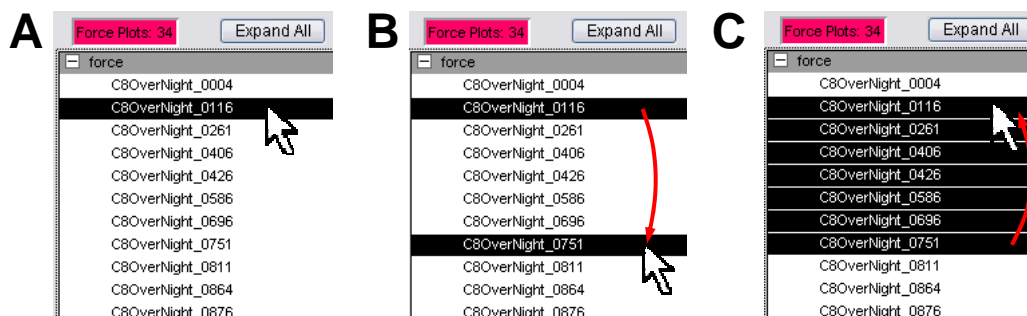 A
Force Plots: 34
Expand All
force
C8OverNight_0004
C8OverNight_0116
C8OverNight_0261
C8OverNight_0406
C8OverNight_0426
C8OverNight_0586
C8OverNight_0696
C8OverNight_0751
C8OverNight_0811
C8OverNight_0864
C8OverNight_0876
B
Force Plots: 34
Expand All
force
C8OverNight_0004
C8OverNight_0116
C8OverNight_0261
C8OverNight_0406
C8OverNight_0426
C8OverNight_0586
C8OverNight_0696
C8OverNight_0751
C8OverNight_0811
C8OverNight_0864
C8OverNight_0876
C
Force Plots: 34
Expand All
force
C8OverNight_0004
C8OverNight_0116
C8OverNight_0261
C8OverNight_0406
C8OverNight_0426
C8OverNight_0586
C8OverNight_0696
C8OverNight_0751
C8OverNight_0811
C8OverNight_0864
C8OverNight_0876